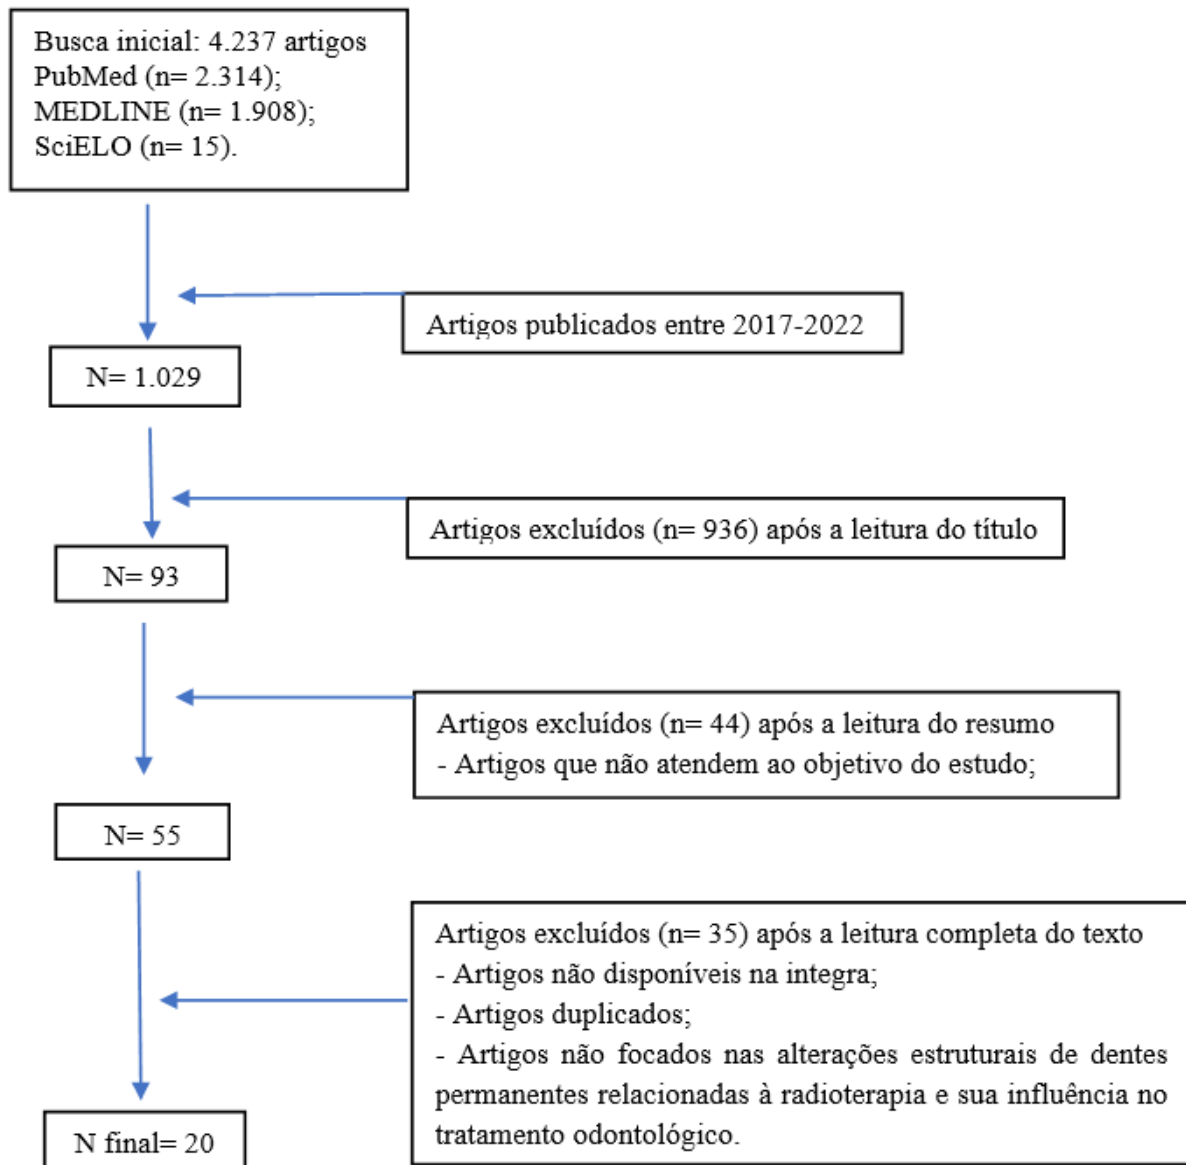 Busca inicial: 4.237 artigos
PubMed (n= 2.314);
MEDLINE (n= 1.908);
SciELO (n= 15).
Artigos publicados entre 2017-2022
N= 1.029
Artigos excluídos (n= 936) após a leitura do título
N= 93
Artigos excluídos (n= 44) após a leitura do resumo
- Artigos que não atendem ao objetivo do estudo;
N= 55
Artigos excluídos (n= 35) após a leitura completa do texto
- Artigos não disponíveis na integra;
- Artigos duplicados;
- Artigos não focados nas alterações estruturais de dentes
permanentes relacionadas à radioterapia e sua influência no
tratamento odontológico.
N final= 20